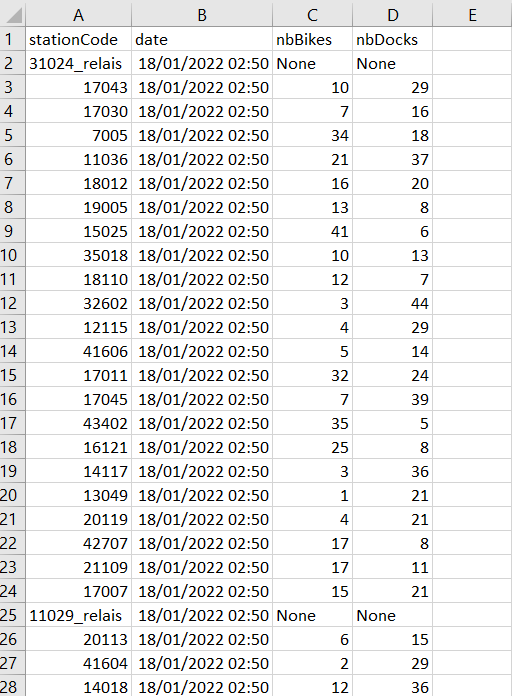 A B C D E
1 stationCode date nbBikes nbDocks
2 31024_relais 18/01/2022 02:50 None None
3 17043 18/01/2022 02:50 10 29
4 17030 18/01/2022 02:50 7 16
5 7005 18/01/2022 02:50 34 18
6 11036 18/01/2022 02:50 21 37
7 18012 18/01/2022 02:50 16 20
8 19005 18/01/2022 02:50 13 8
9 15025 18/01/2022 02:50 41 6
10 35018 18/01/2022 02:50 10 13
11 18110 18/01/2022 02:50 12 7
12 32602 18/01/2022 02:50 3 44
13 12115 18/01/2022 02:50 4 29
14 41606 18/01/2022 02:50 5 14
15 17011 18/01/2022 02:50 32 24
16 17045 18/01/2022 02:50 7 39
17 43402 18/01/2022 02:50 35 5
18 16121 18/01/2022 02:50 25 8
19 14117 18/01/2022 02:50 3 36
20 13049 18/01/2022 02:50 1 21
21 20119 18/01/2022 02:50 4 21
22 42707 18/01/2022 02:50 17 8
23 21109 18/01/2022 02:50 17 11
24 17007 18/01/2022 02:50 15 21
25 11029_relais 18/01/2022 02:50 None None
26 20113 18/01/2022 02:50 6 15
27 41604 18/01/2022 02:50 2 29
28 14018 18/01/2022 02:50 12 36